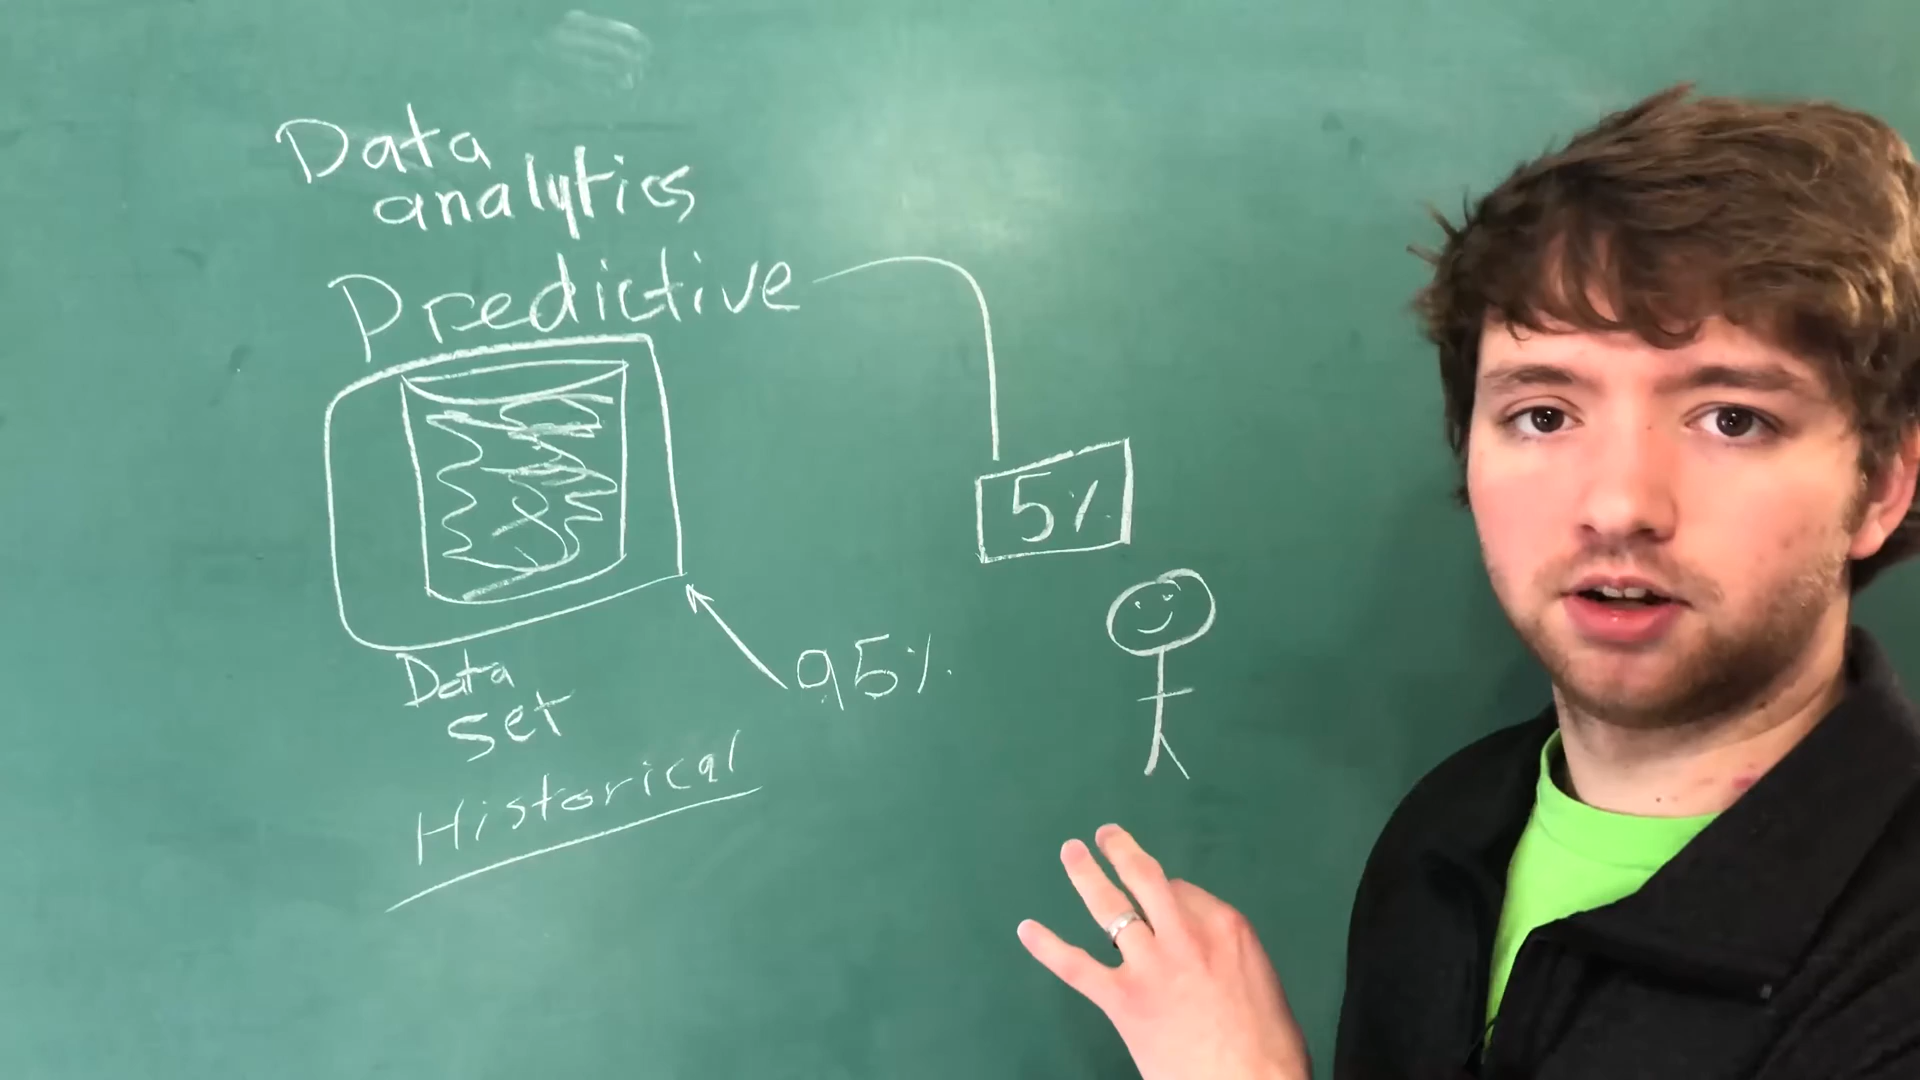 Data
analytics
Predictive
5%
95%
Data
set
Historical